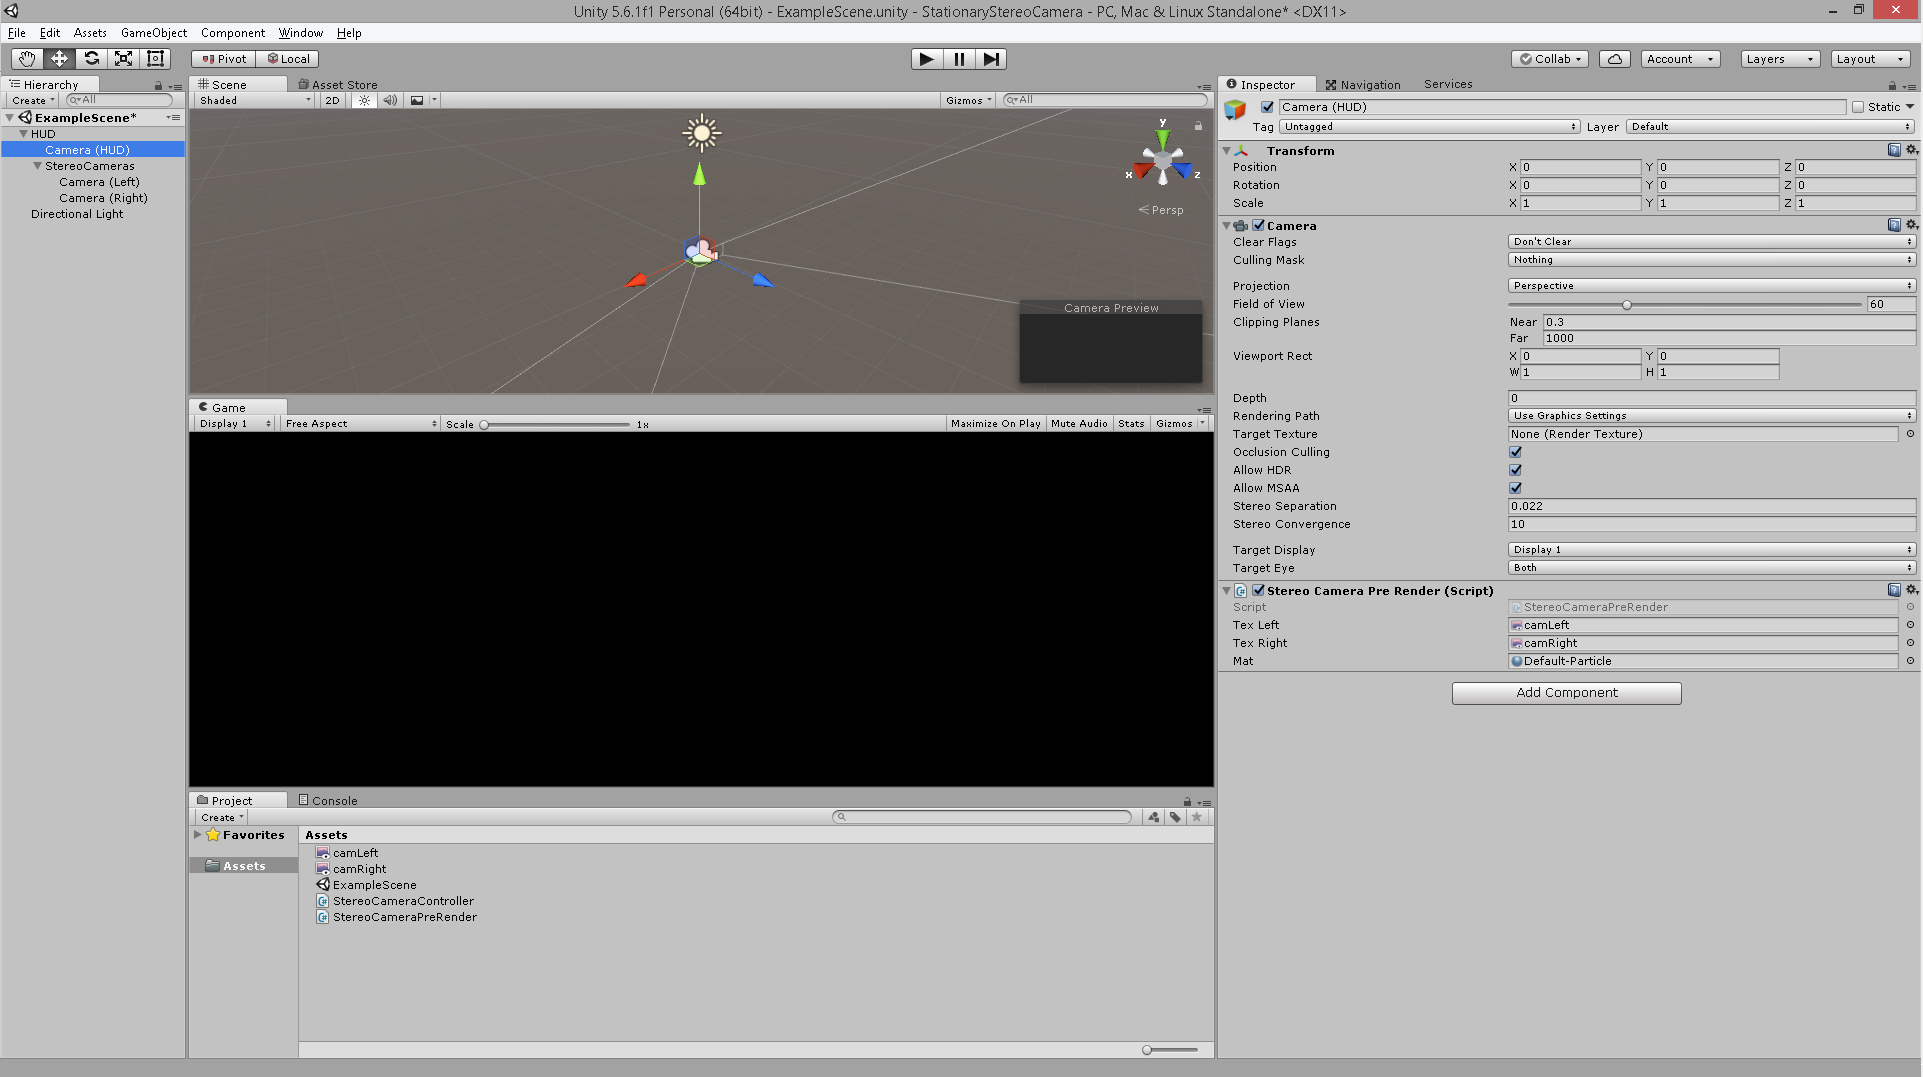 Unity 5.6.1f1 Personal (64bit) - ExampleScene.unity - StationaryStereoCamera - PC, Mac & Linux Standalone* <DX11>
File Edit Assets GameObject Component Window Help
Pivot Local Collab Account Layers Layout
Hierarchy
Create All
ExampleScene*
HUD
Camera (HUD)
StereoCameras
Camera (Left)
Camera (Right)
Directional Light
Scene Asset Store
Shaded 2D Gizmos All
y
x z
Persp
Camera Preview
Game
Display 1 Free Aspect Scale 1x Maximize On Play Mute Audio Stats Gizmos
Project Console
Create
Favorites
Assets
Assets
camLeft
camRight
ExampleScene
StereoCameraController
StereoCameraPreRender
Inspector Navigation Services
Camera (HUD) Static
Tag Untagged Layer Default
Transform
Position X 0 Y 0 Z 0
Rotation X 0 Y 0 Z 0
Scale X 1 Y 1 Z 1
Camera
Clear Flags Don't Clear
Culling Mask Nothing
Projection Perspective
Field of View 60
Clipping Planes Near 0.3
Far 1000
Viewport Rect X 0 Y 0
W 1 H 1
Depth 0
Rendering Path Use Graphics Settings
Target Texture None (Render Texture)
Occlusion Culling
Allow HDR
Allow MSAA
Stereo Separation 0.022
Stereo Convergence 10
Target Display Display 1
Target Eye Both
Stereo Camera Pre Render (Script)
Script StereoCameraPreRender
Tex Left camLeft
Tex Right camRight
Mat Default-Particle
Add Component